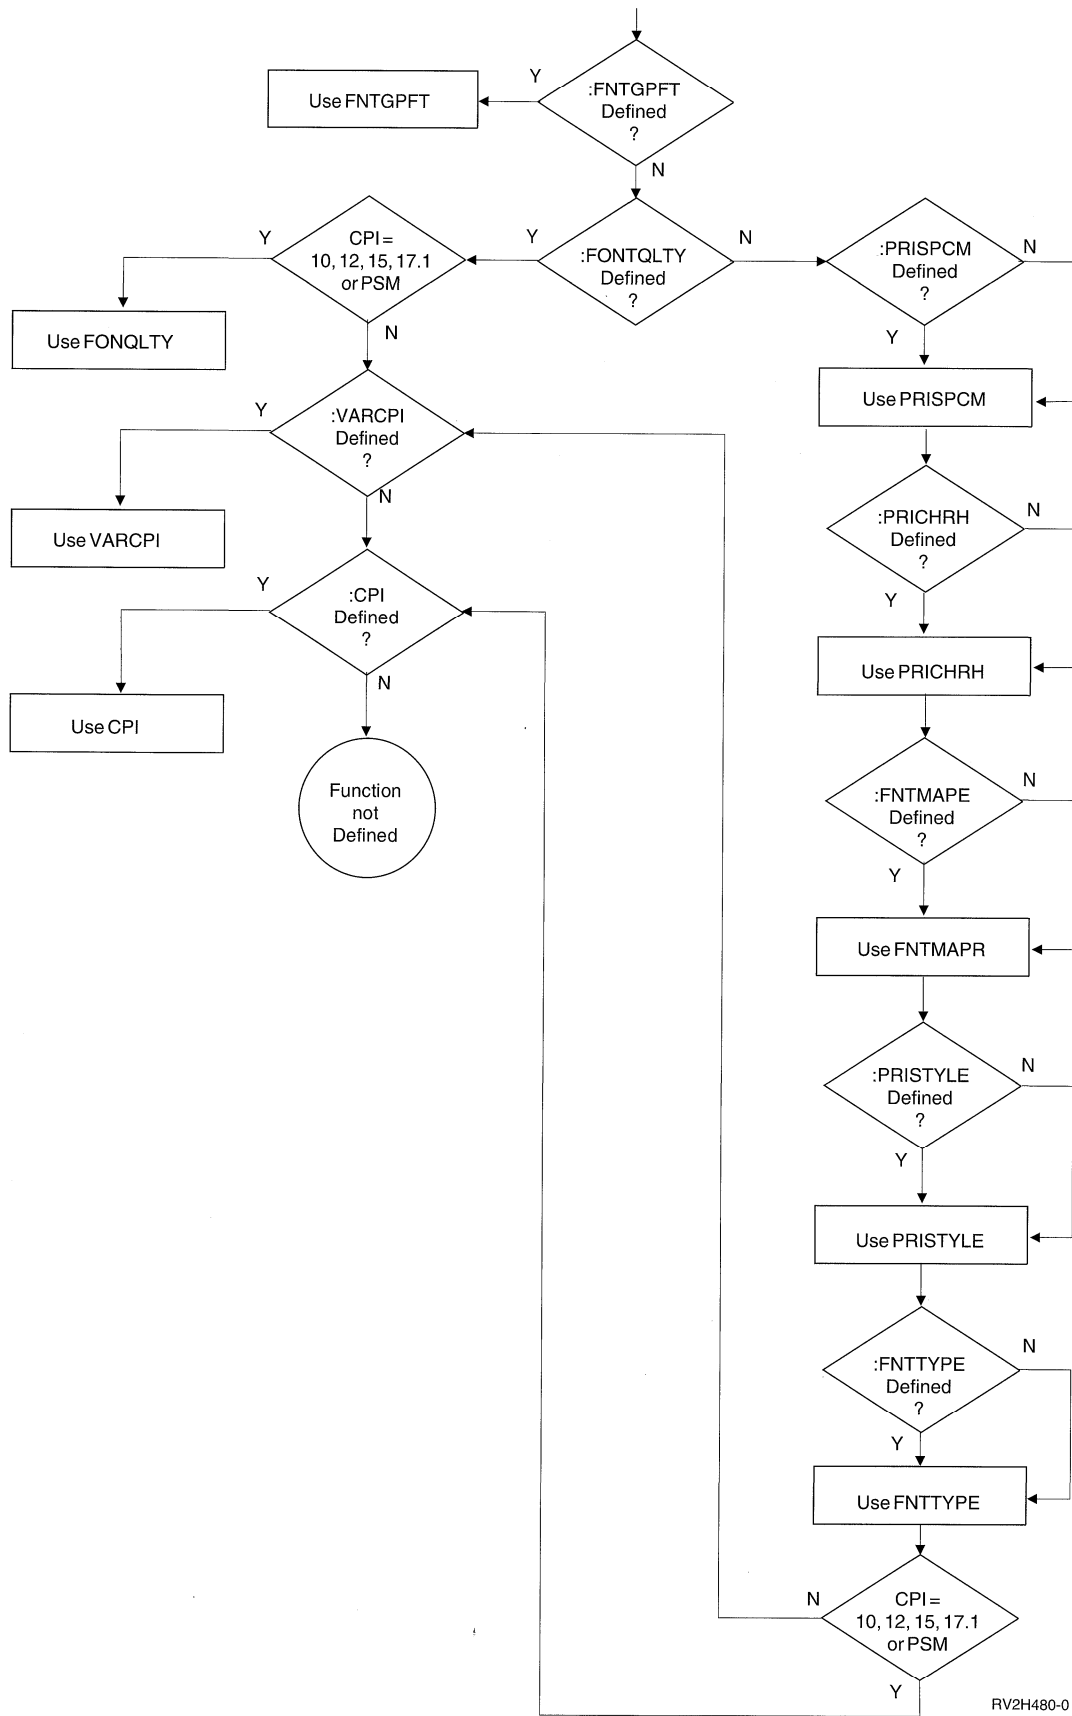 Y
:FNTGPFT
Defined
?
Use FNTGPFT
N
Y
CPI=
10, 12, 15, 17.1
or PSM
Y
:FONTQLTY
Defined
?
N
:PRISPCM
Defined
?
N
Use FONQLTY
N
Y
Use PRISPCM
Y
:VARCPI
Defined
?
N
:PRICHRH
Defined
?
N
Use VARCPI
Y
Y
:CPI
Defined
?
Use PRICHRH
N
Use CPI
Function
not
Defined
:FNTMAPE
Defined
?
N
Y
Use FNTMAPR
:PRISTYLE
Defined
?
N
Y
Use PRISTYLE
:FNTTYPE
Defined
?
N
Y
Use FNTTYPE
N
CPI=
10, 12, 15, 17.1
or PSM
Y
RV2H480-0